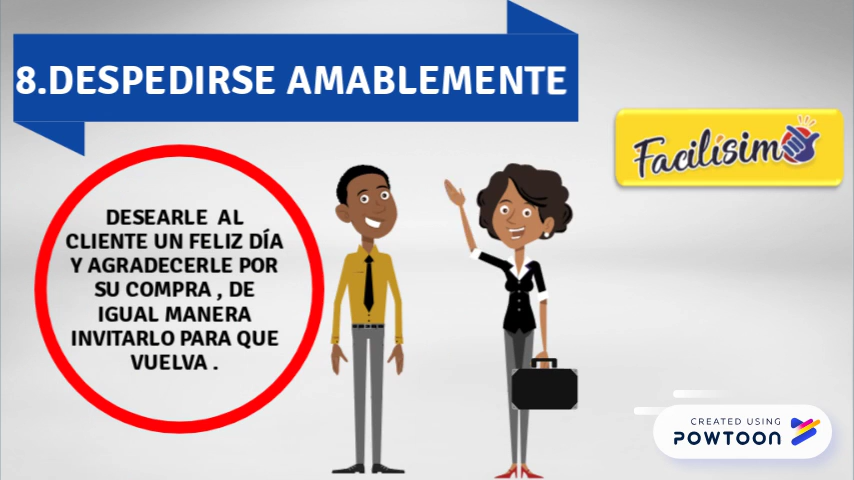 8.DESPEDIRSE AMABLEMENTE
Facilísimo
DESEARLE AL
CLIENTE UN FELIZ DÍA
Y AGRADECERLE POR
SU COMPRA , DE
IGUAL MANERA
INVITARLO PARA QUE
VUELVA .
CREATED USING
POWTOON